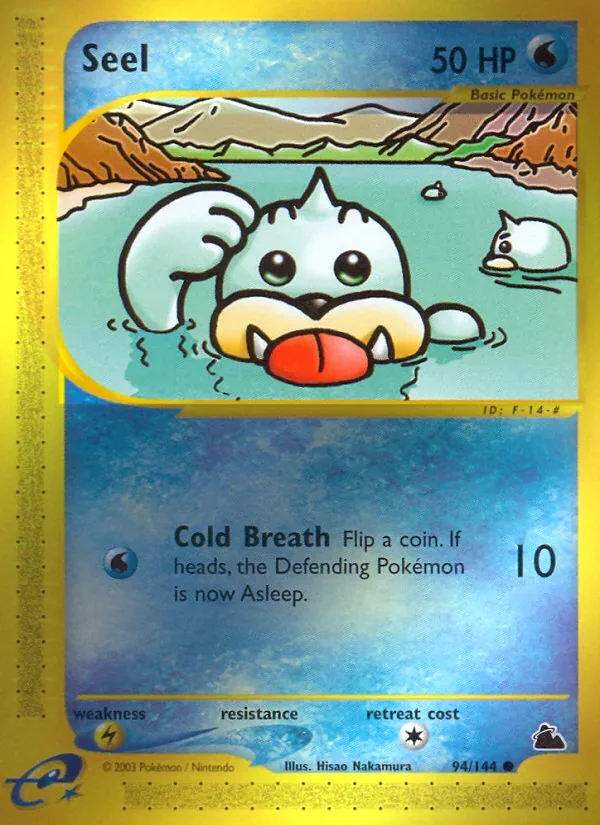 Seel 50 HP
Basic Pokémon
ID: F-14-#
Cold Breath Flip a coin. If
heads, the Defending Pokémon
is now Asleep.
10
weakness resistance retreat cost
© 2003 Pokémon / Nintendo Illus. Hisao Nakamura 94/144